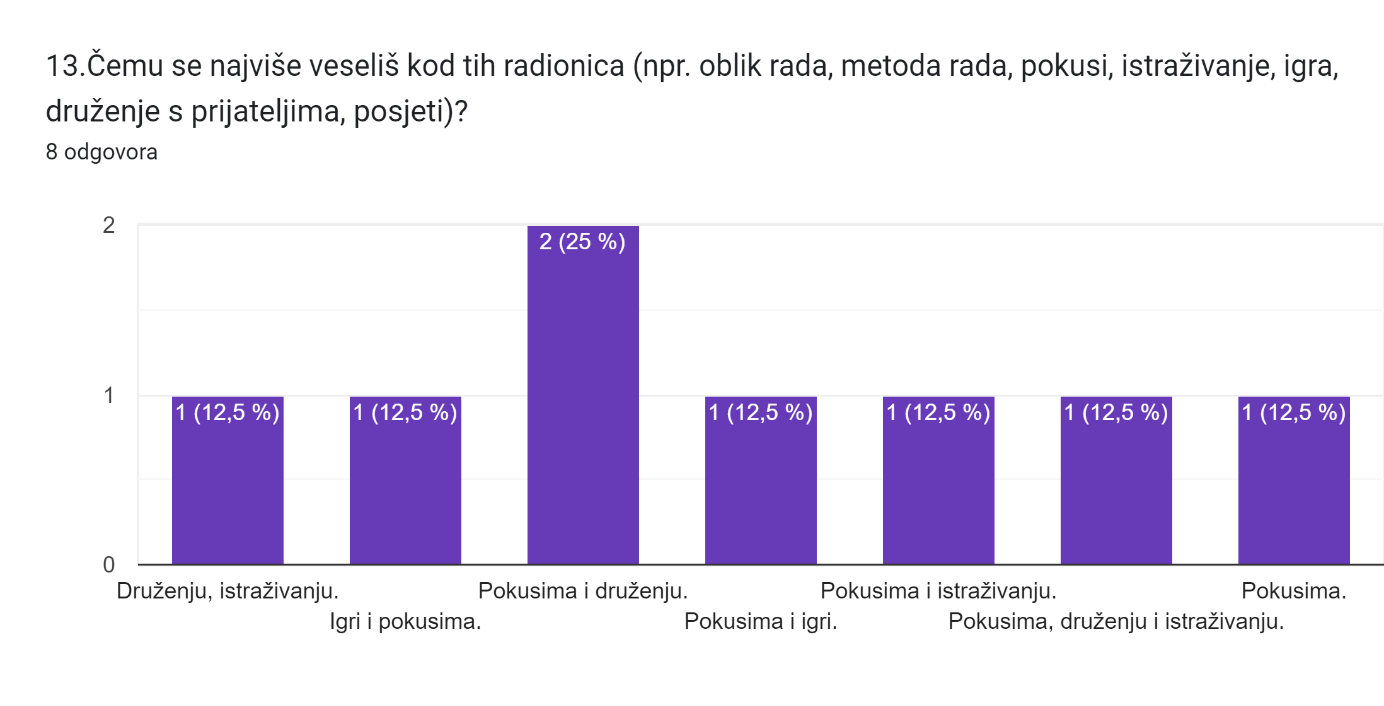 13.Čemu se najviše veseliš kod tih radionica (npr. oblik rada, metoda rada, pokusi, istraživanje, igra,
druženje s prijateljima, posjeti)?
8 odgovora
2
2 (25 %)
1
1 (12,5 %)
1 (12,5 %)
1 (12,5 %)
1 (12,5 %)
1 (12,5 %)
1 (12,5 %)
0
Druženju, istraživanju.
Igri i pokusima.
Pokusima i druženju.
Pokusima i igri.
Pokusima i istraživanju.
Pokusima, druženju i istraživanju.
Pokusima.